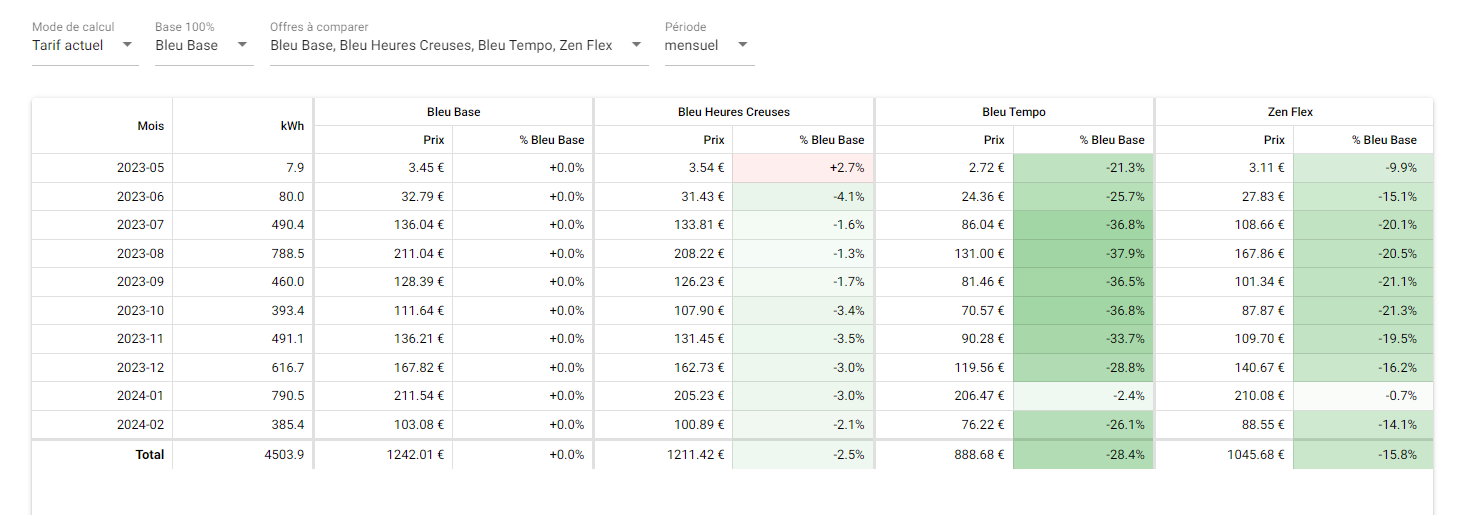 Mode de calcul Base 100% Offres à comparer Période
Tarif actuel Bleu Base Bleu Base, Bleu Heures Creuses, Bleu Tempo, Zen Flex mensuel
Mois kWh Bleu Base Bleu Heures Creuses Bleu Tempo Zen Flex
Prix % Bleu Base Prix % Bleu Base Prix % Bleu Base Prix % Bleu Base
2023-05 7.9 3.45 € +0.0% 3.54 € +2.7% 2.72 € -21.3% 3.11 € -9.9%
2023-06 80.0 32.79 € +0.0% 31.43 € -4.1% 24.36 € -25.7% 27.83 € -15.1%
2023-07 490.4 136.04 € +0.0% 133.81 € -1.6% 86.04 € -36.8% 108.66 € -20.1%
2023-08 788.5 211.04 € +0.0% 208.22 € -1.3% 131.00 € -37.9% 167.86 € -20.5%
2023-09 460.0 128.39 € +0.0% 126.23 € -1.7% 81.46 € -36.5% 101.34 € -21.1%
2023-10 393.4 111.64 € +0.0% 107.90 € -3.4% 70.57 € -36.8% 87.87 € -21.3%
2023-11 491.1 136.21 € +0.0% 131.45 € -3.5% 90.28 € -33.7% 109.70 € -19.5%
2023-12 616.7 167.82 € +0.0% 162.73 € -3.0% 119.56 € -28.8% 140.67 € -16.2%
2024-01 790.5 211.54 € +0.0% 205.23 € -3.0% 206.47 € -2.4% 210.08 € -0.7%
2024-02 385.4 103.08 € +0.0% 100.89 € -2.1% 76.22 € -26.1% 88.55 € -14.1%
Total 4503.9 1242.01 € +0.0% 1211.42 € -2.5% 888.68 € -28.4% 1045.68 € -15.8%